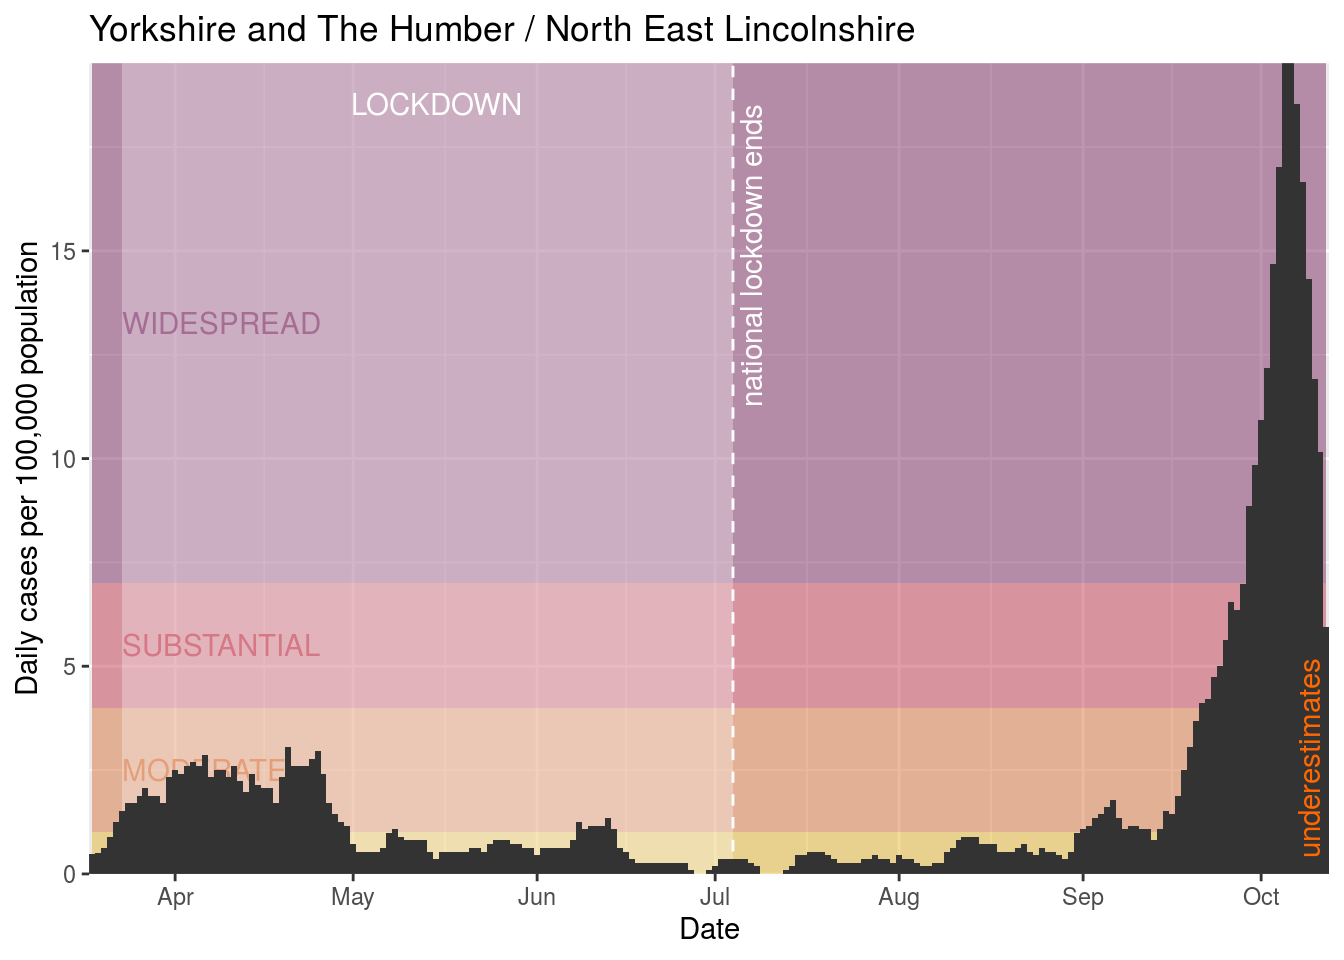 Yorkshire and The Humber / North East Lincolnshire
LOCKDOWN
national lockdown ends
WIDESPREAD
SUBSTANTIAL
MODERATE
underestimates
Daily cases per 100,000 population
15
10
5
0
Apr May Jun Jul Aug Sep Oct
Date